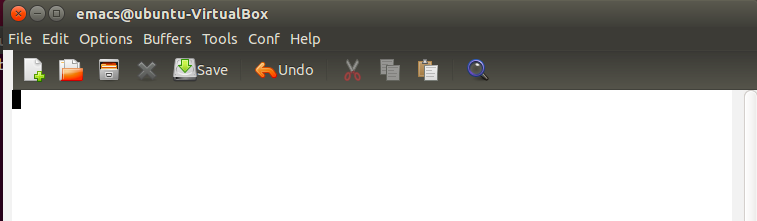 emacs@ubuntu-VirtualBox
File Edit Options Buffers Tools Conf Help
Save Undo